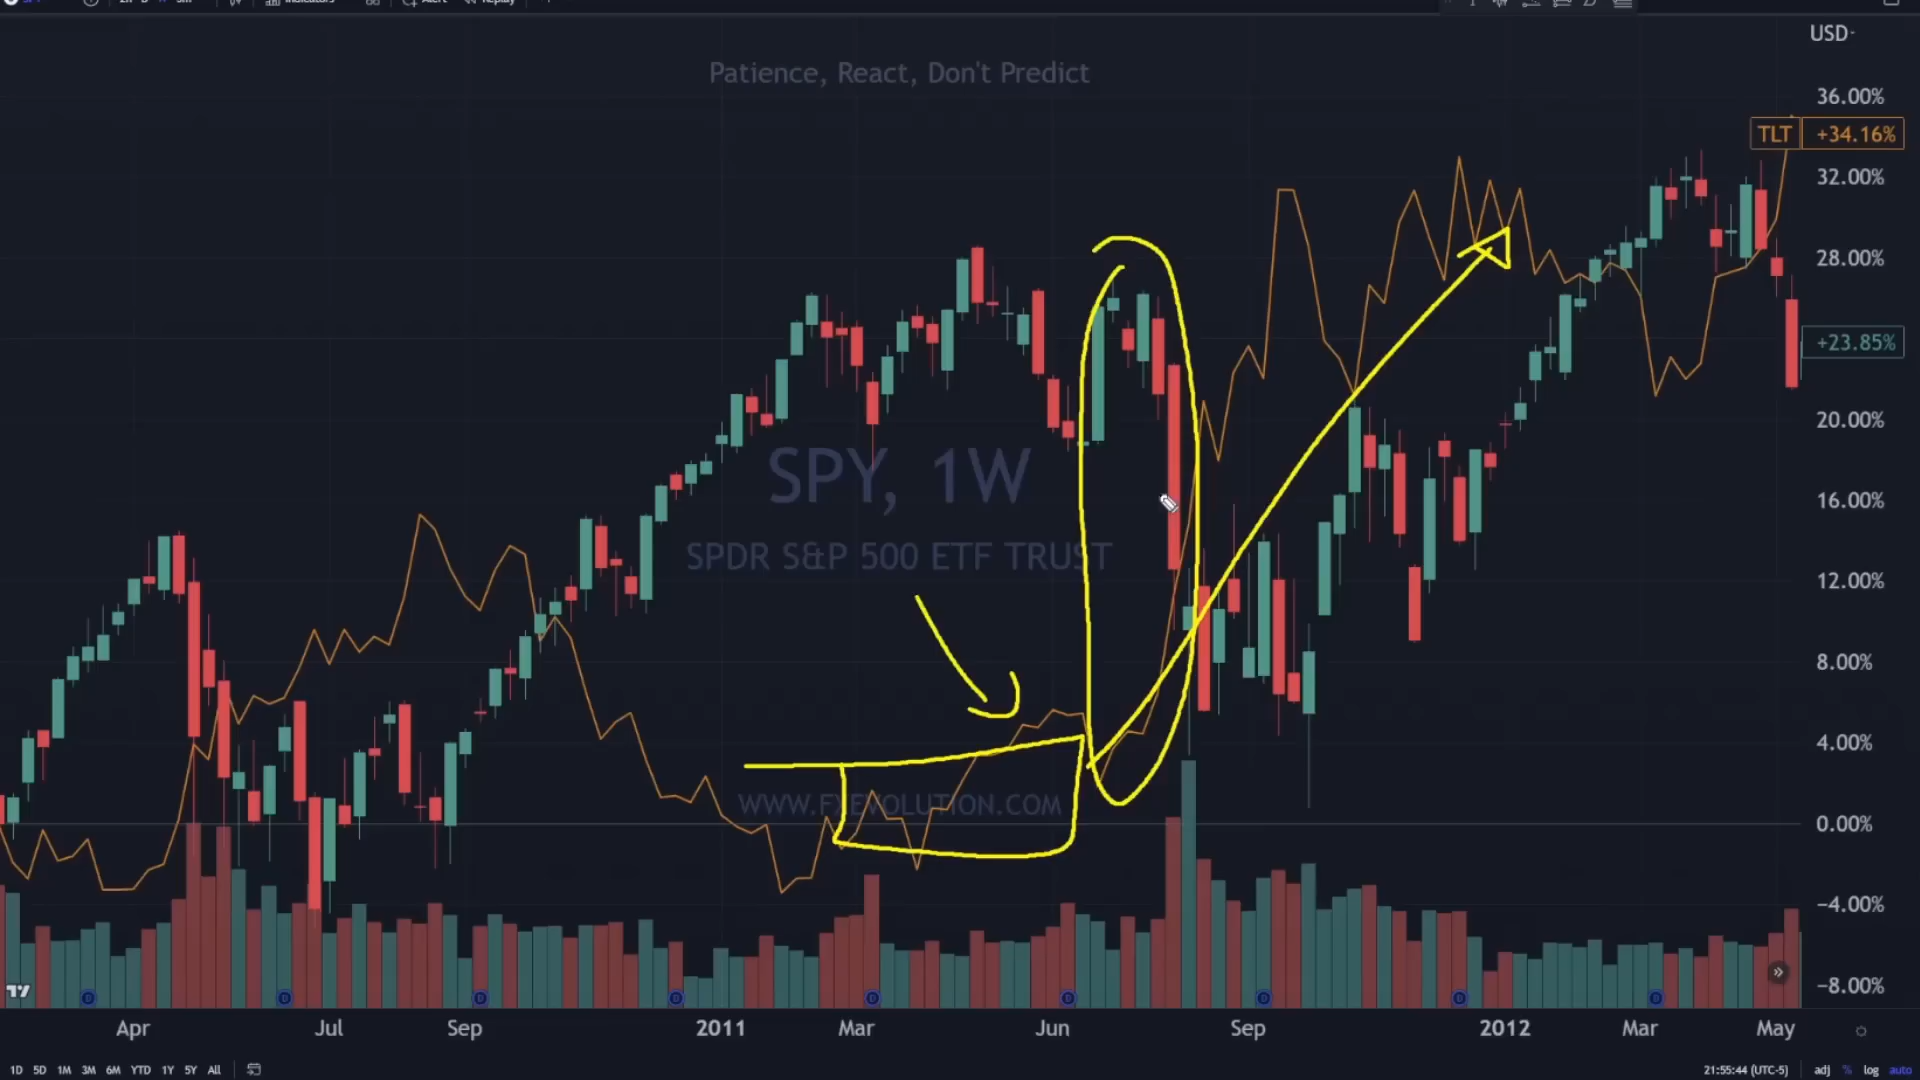 Indicators Alert Replay
USD
Patience, React, Don't Predict
36.00%
TLT +34.16%
32.00%
28.00%
+23.85%
20.00%
SPY, 1W
16.00%
SPDR S&P 500 ETF TRUST
12.00%
8.00%
4.00%
WWW.FXEVOLUTION.COM
0.00%
−4.00%
−8.00%
Apr Jul Sep 2011 Mar Jun Sep 2012 Mar May
1D 5D 1M 3M 6M YTD 1Y 5Y All 21:55:44 (UTC-5) adj % log auto